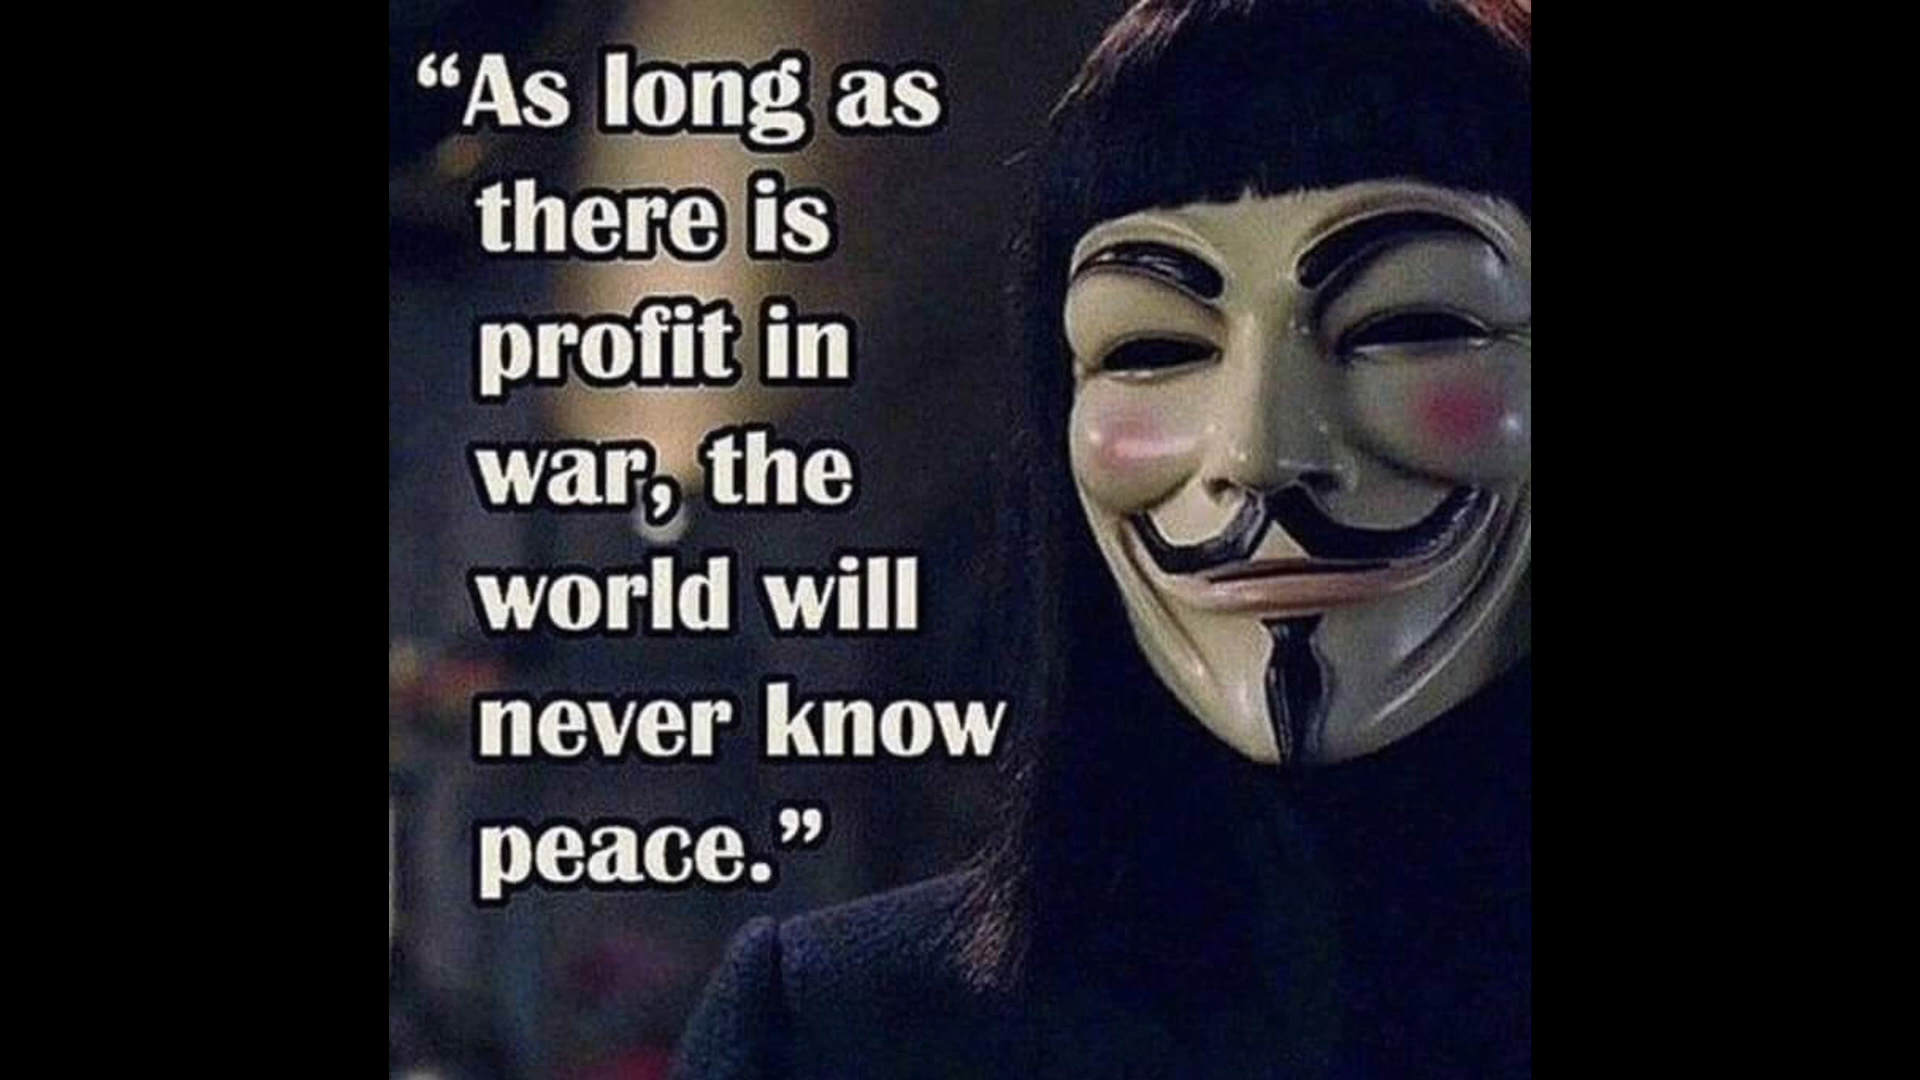 “As long as
there is
profit in
war, the
world will
never know
peace.”